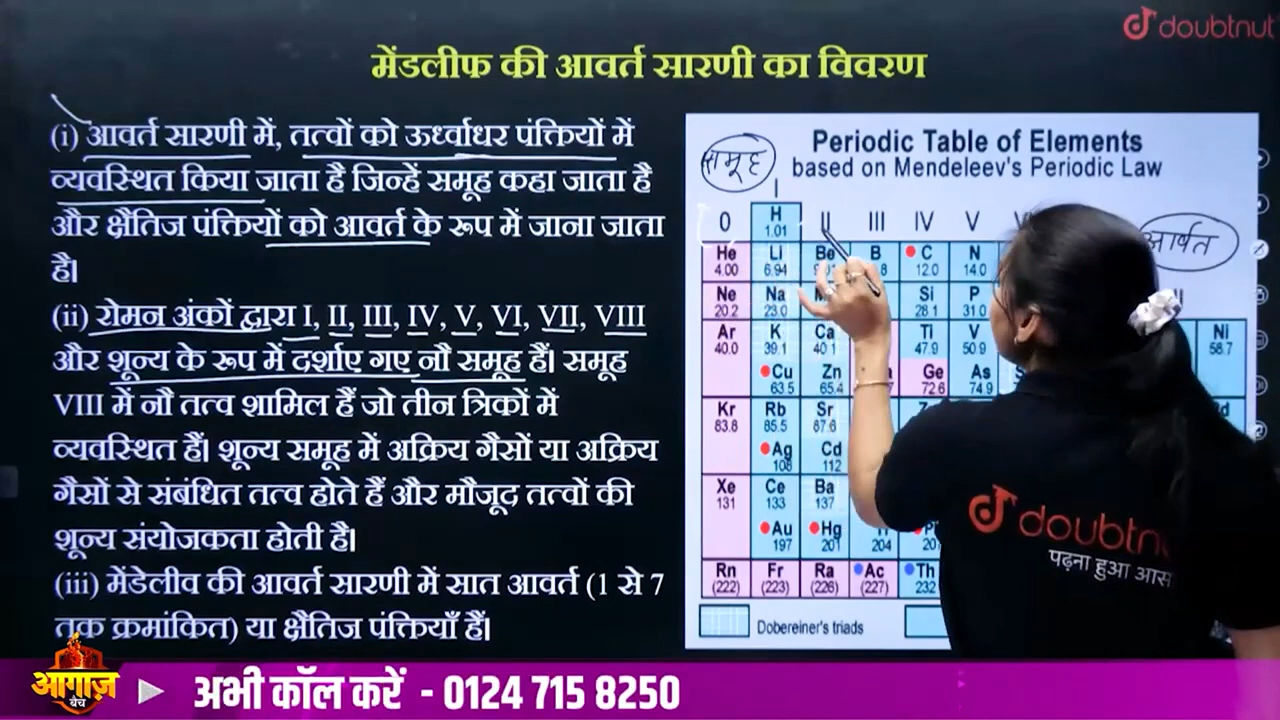 doubtnut
मेंडलीफ की आवर्त सारणी का विवरण
(i) आवर्त सारणी में, तत्वों को ऊर्ध्वाधर पंक्तियों में
व्यवस्थित किया जाता है जिन्हें समूह कहा जाता है
और क्षैतिज पंक्तियों को आवर्त के रूप में जाना जाता
है।
(ii) रोमन अंकों द्वारा I, II, III, IV, V, VI, VII, VIII
और शून्य के रूप में दर्शाए गए नौ समूह हैं। समूह
VIII में नौ तत्व शामिल हैं जो तीन त्रिकों में
व्यवस्थित हैं। शून्य समूह में अक्रिय गैसों या अक्रिय
गैसों से संबंधित तत्व होते हैं और मौजूद तत्वों की
शून्य संयोजकता होती है।
(iii) मेंडेलीव की आवर्त सारणी में सात आवर्त (1 से 7
तक क्रमांकित) या क्षैतिज पंक्तियाँ हैं।
Periodic Table of Elements
based on Mendeleev's Periodic Law
समूह
आर्वत
I
0 H II III IV V
1.01
He Li Be B C N
4.00 6.94 12.0 14.0
Ne Na Si P
20.2 23.0 28.1 31.0
Ar K Ca Ti V Ni
40.0 39.1 40.1 47.9 50.9 58.7
Cu Zn Ge As
63.5 65.4 72.6 74.9
Kr Rb Sr
83.8 85.5 87.6
Ag Cd
108 112
Xe Ce Ba
131 133 137
Au Hg
197 201 204
Rn Fr Ra Ac Th
(222) (223) (226) (227) 232
Dobereiner's triads
doubtnu
पढ़ना हुआ आस
आगाज़
बैच
अभी कॉल करें - 0124 715 8250